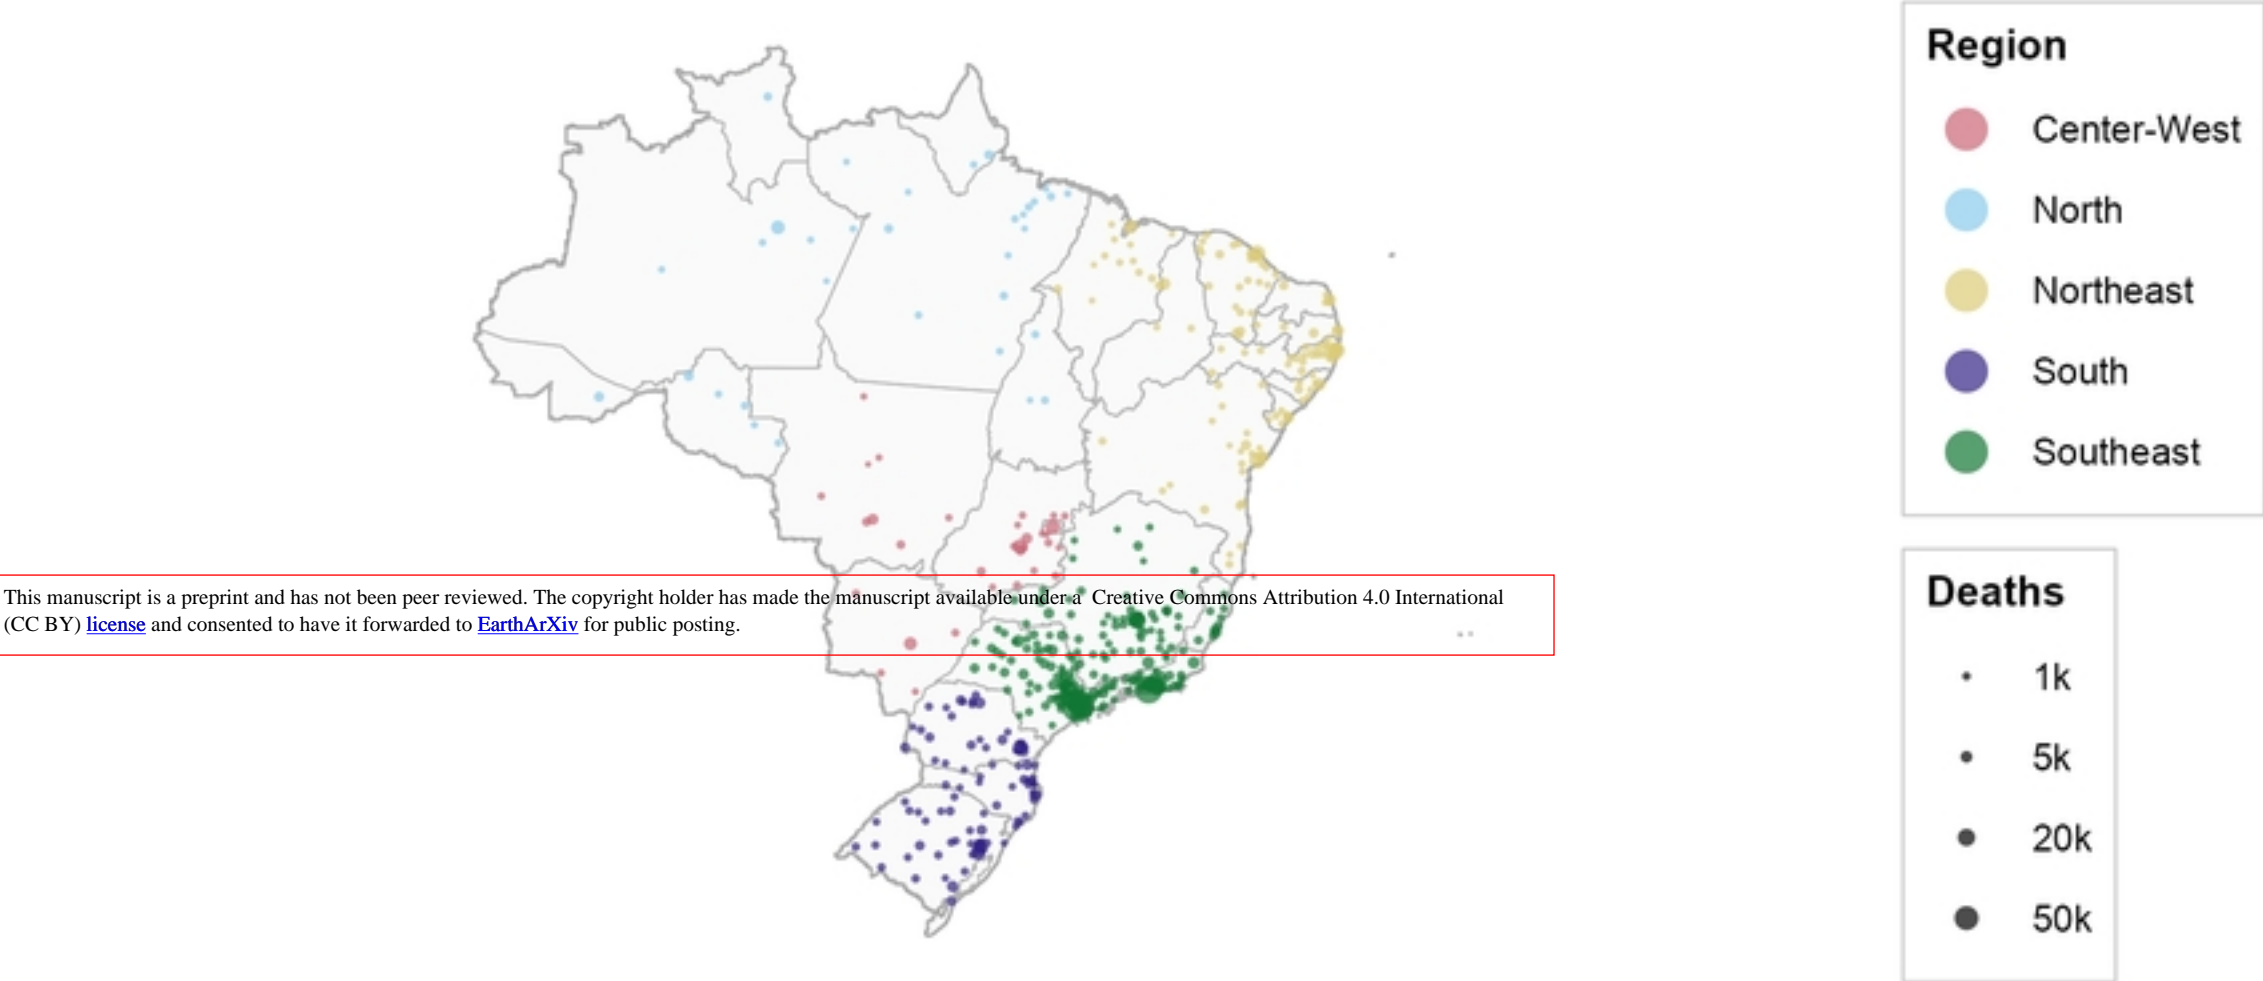 Region
Center-West
North
Northeast
South
Southeast
Deaths
1k
5k
20k
50k
This manuscript is a preprint and has not been peer reviewed. The copyright holder has made the manuscript available under a Creative Commons Attribution 4.0 International
(CC BY) license and consented to have it forwarded to EarthArXiv for public posting.